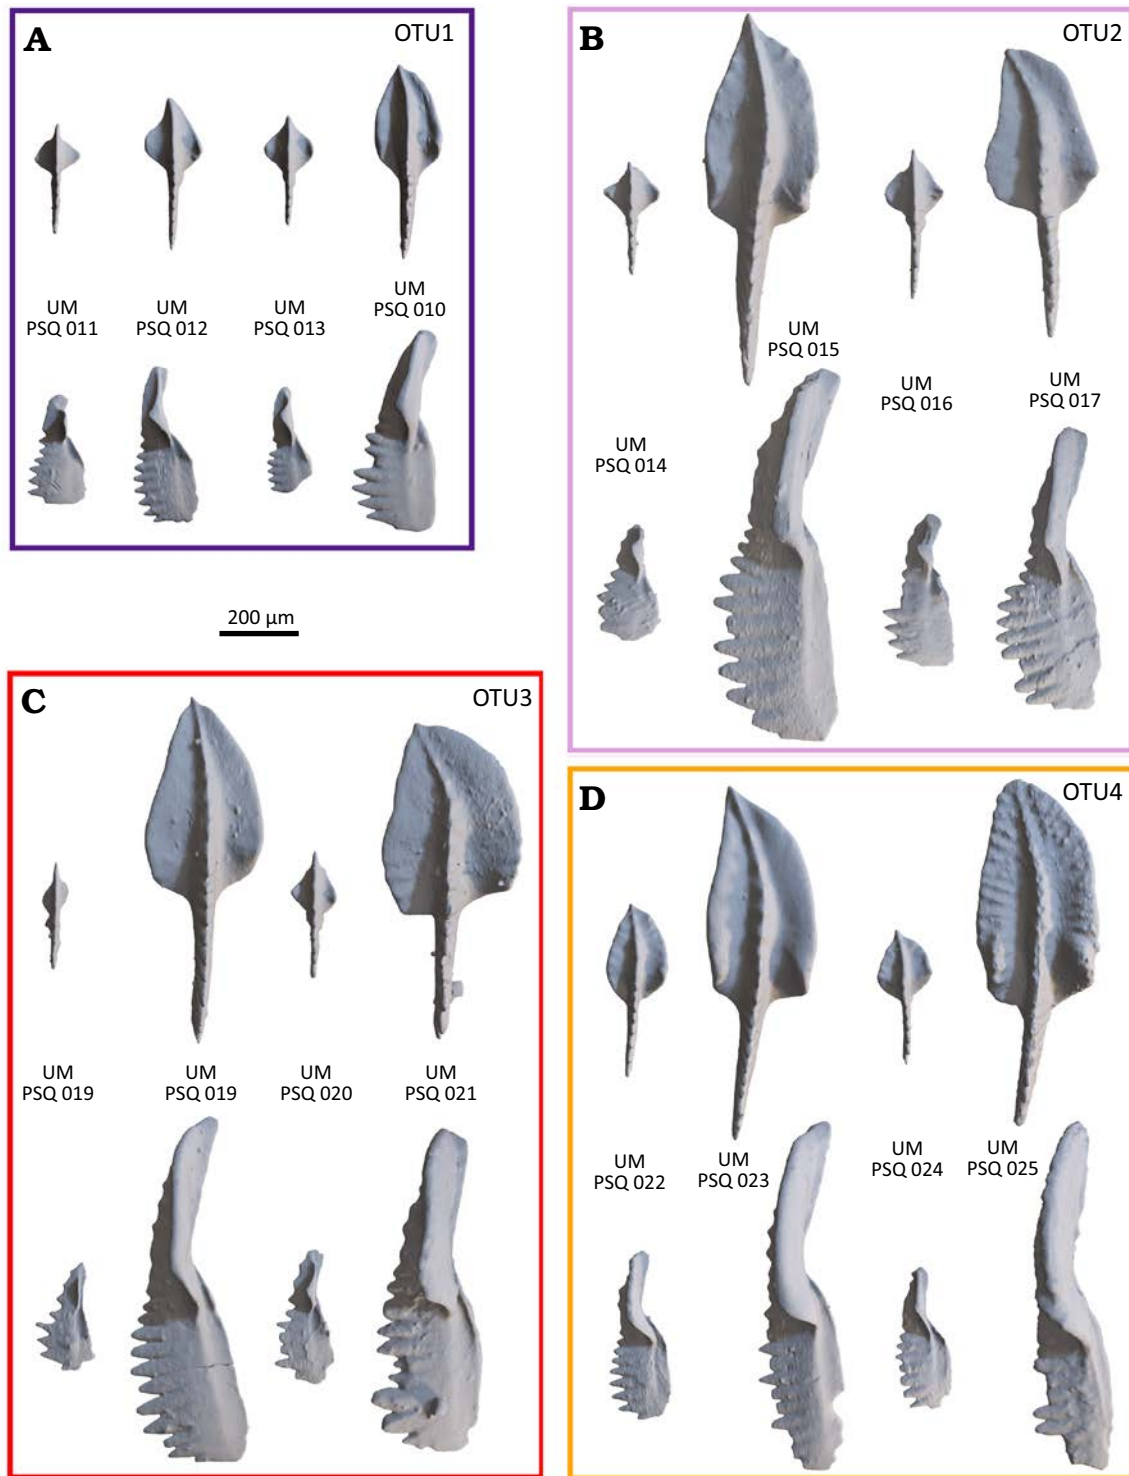 A
OTU1
UM
PSQ 011
UM
PSQ 012
UM
PSQ 013
UM
PSQ 010
B
OTU2
UM
PSQ 014
UM
PSQ 015
UM
PSQ 016
UM
PSQ 017
200 µm
C
OTU3
UM
PSQ 019
UM
PSQ 019
UM
PSQ 020
UM
PSQ 021
D
OTU4
UM
PSQ 022
UM
PSQ 023
UM
PSQ 024
UM
PSQ 025